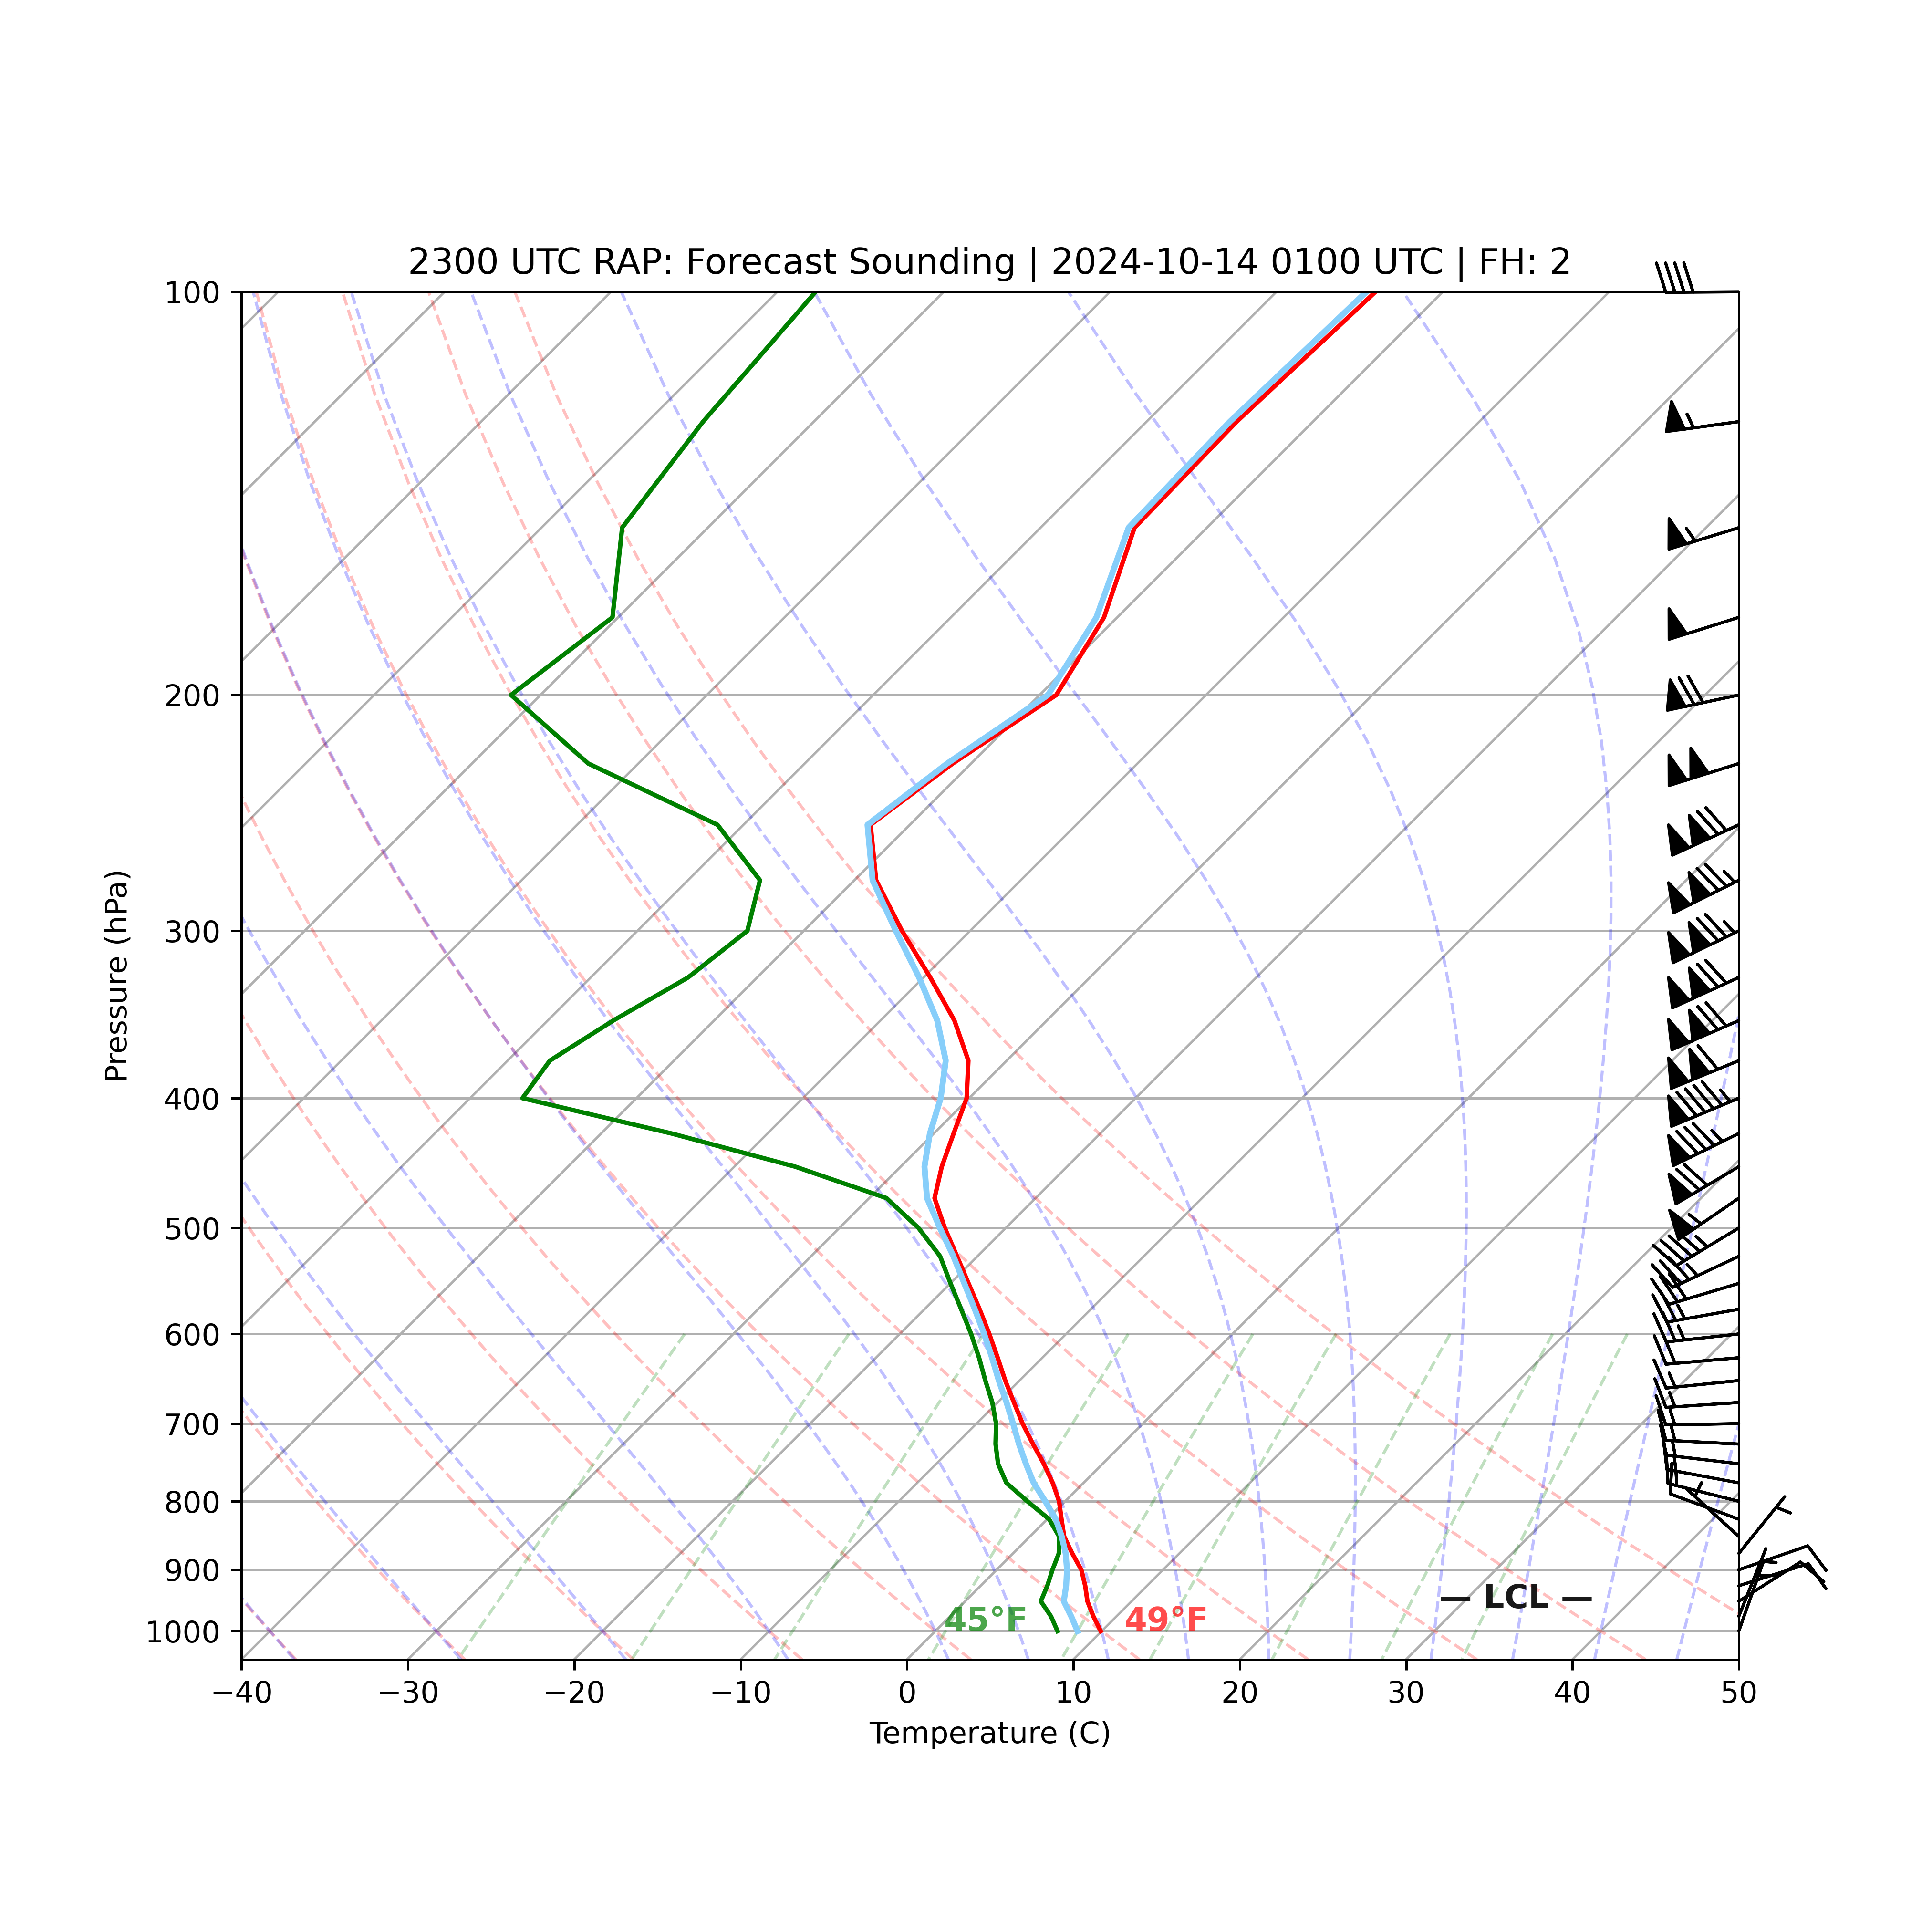 2300 UTC RAP: Forecast Sounding | 2024-10-14 0100 UTC | FH: 2
100
200
300
400
500
600
700
800
900
1000
Pressure (hPa)
— LCL —
45°F
49°F
−40 −30 −20 −10 0 10 20 30 40 50
Temperature (C)